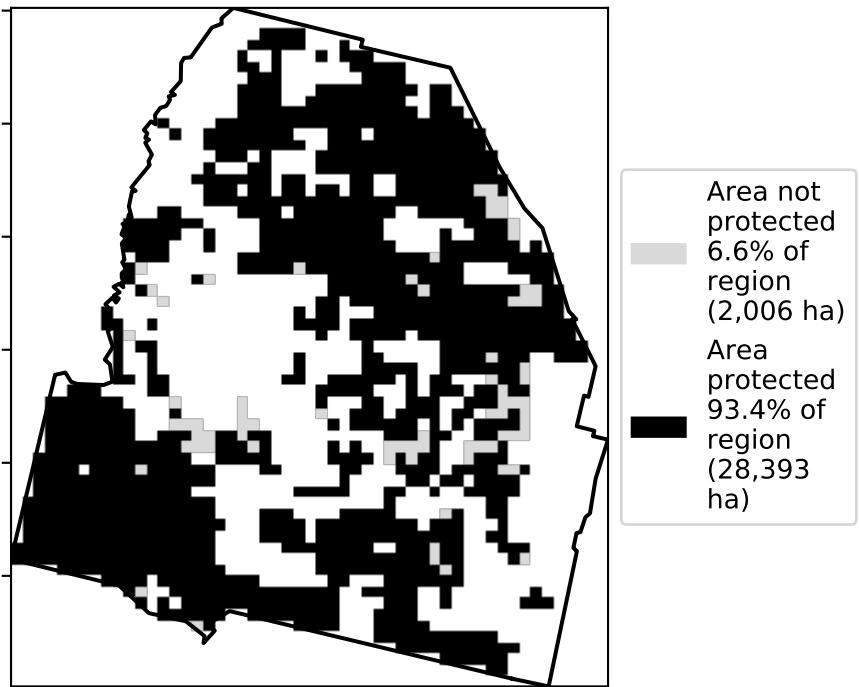 Area not
protected
6.6% of
region
(2,006 ha)
Area
protected
93.4% of
region
(28,393
ha)